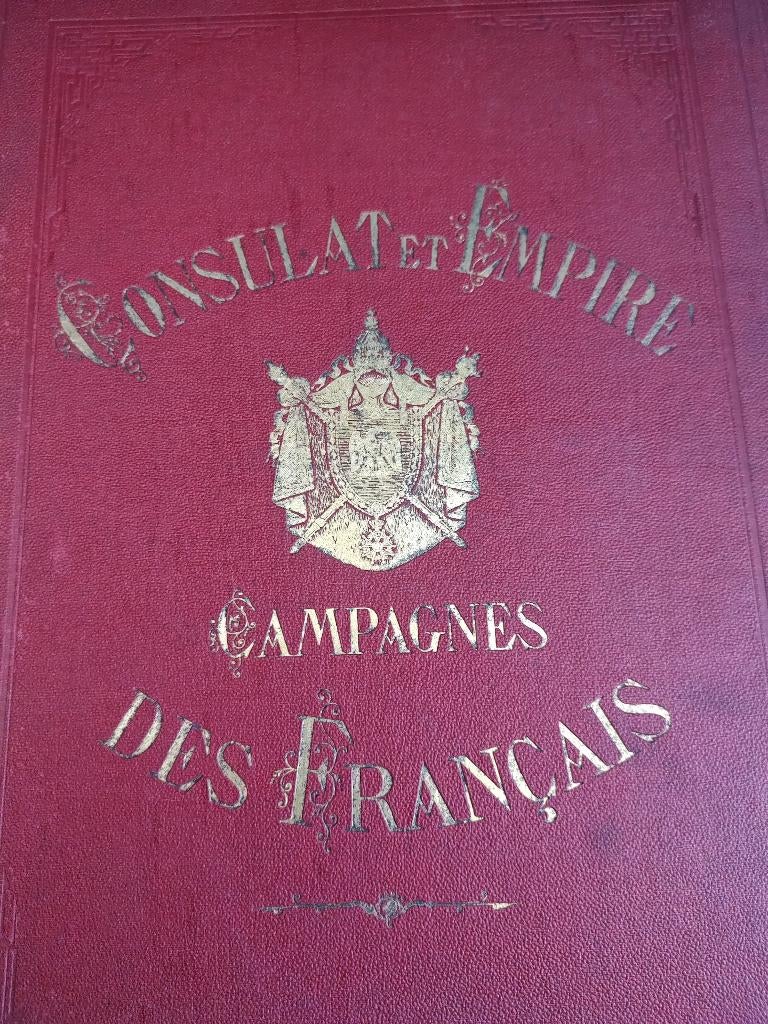 CONSULAT ET EMPIRE
CAMPAGNES
DES FRANÇAIS